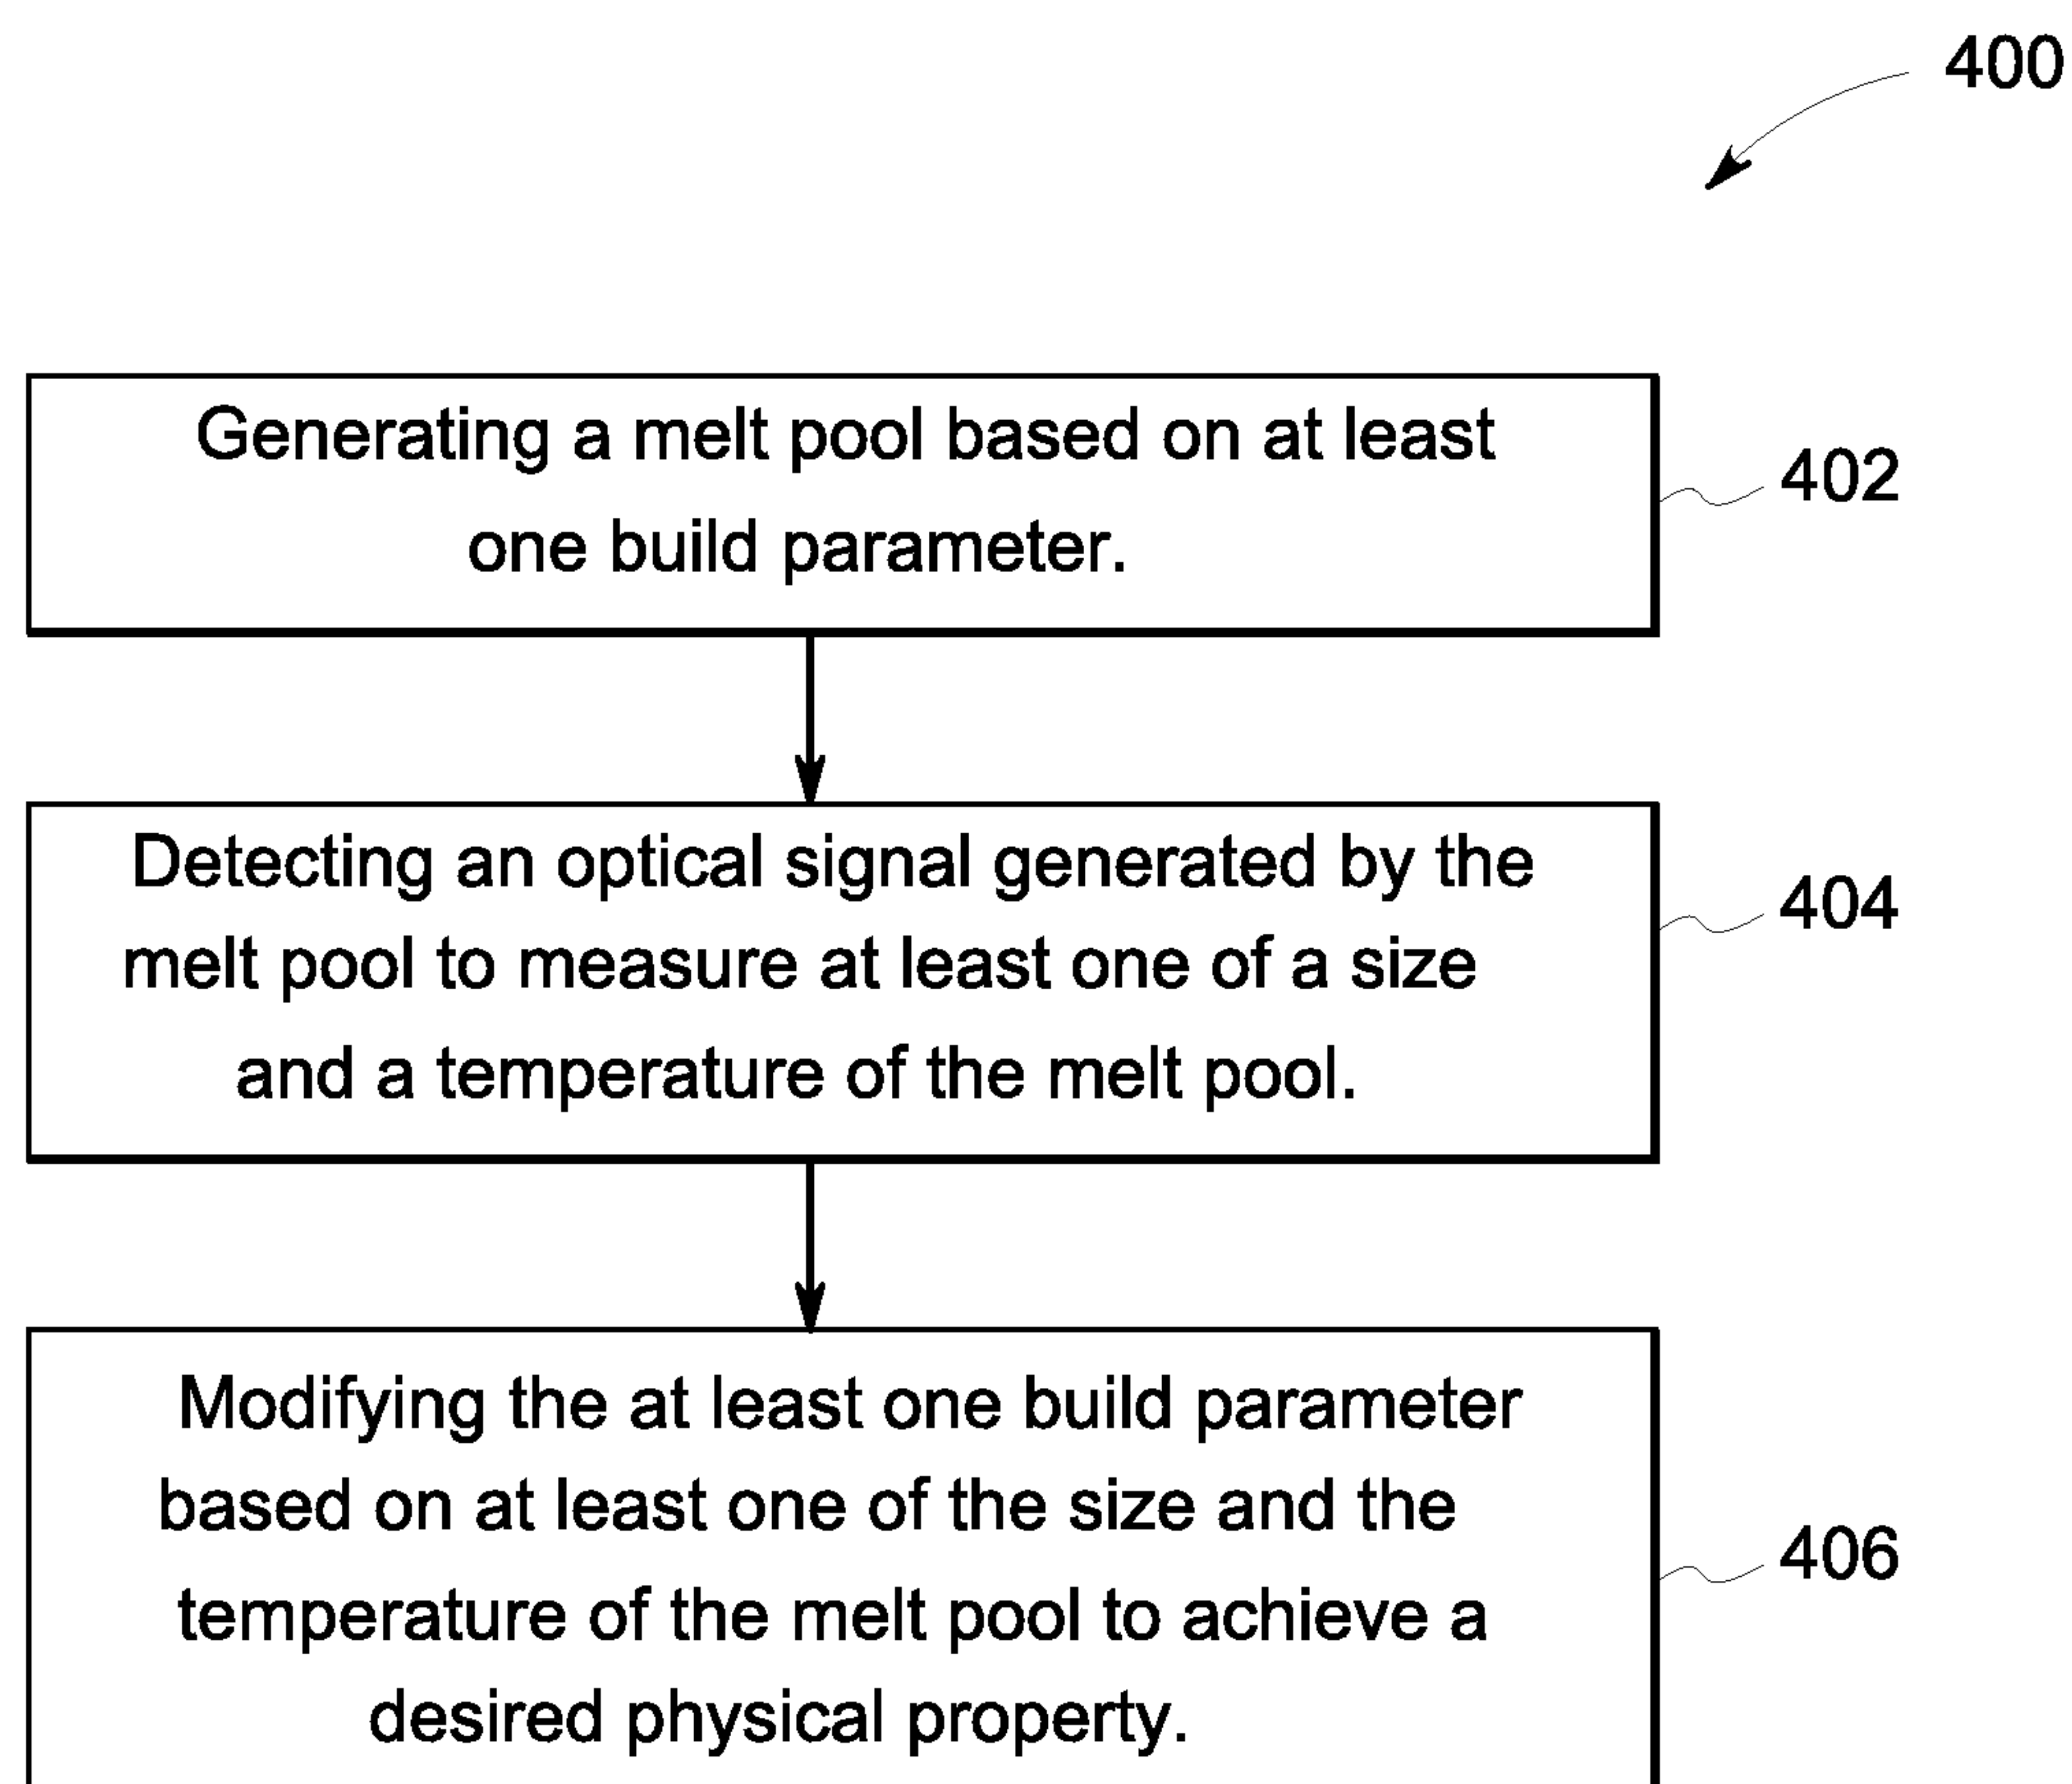 400
Generating a melt pool based on at least
one build parameter.
402
Detecting an optical signal generated by the
melt pool to measure at least one of a size
and a temperature of the melt pool.
404
Modifying the at least one build parameter
based on at least one of the size and the
temperature of the melt pool to achieve a
desired physical property.
406